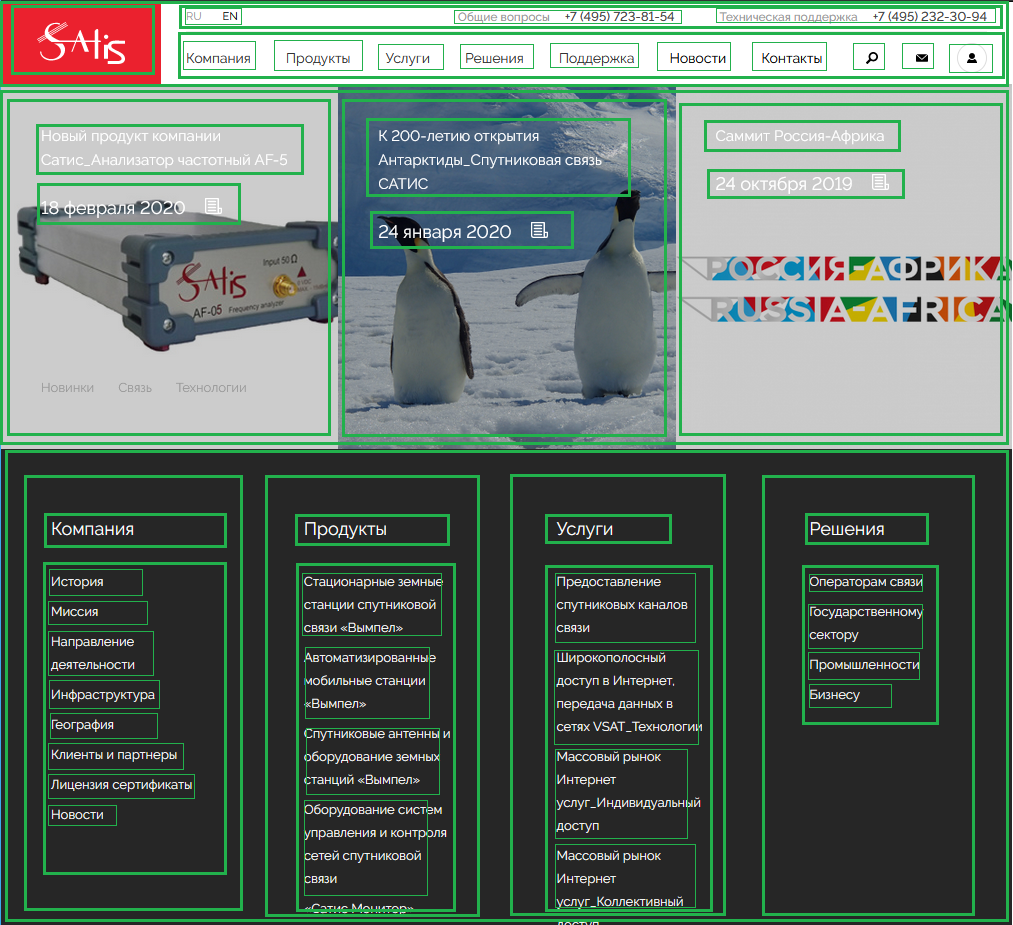 Satis
RU EN Общие вопросы +7 (495) 723-81-54 Техническая поддержка +7 (495) 232-30-94
Компания Продукты Услуги Решения Поддержка Новости Контакты
Новый продукт компании
Сатис_Анализатор частотный AF-5
18 февраля 2020
Satis
Input 50 Ω
AF-05 Frequency analyzer
Новинки Связь Технологии
К 200-летию открытия
Антарктиды_Спутниковая связь
САТИС
24 января 2020
Саммит Россия-Африка
24 октября 2019
РОССИЯ-АФРИКА
RUSSIA-AFRICA
Компания
История
Миссия
Направление
деятельности
Инфраструктура
География
Клиенты и партнеры
Лицензия сертификаты
Новости
Продукты
Стационарные земные
станции спутниковой
связи «Вымпел»
Автоматизированные
мобильные станции
«Вымпел»
Спутниковые антенны и
оборудование земных
станций «Вымпел»
Оборудование систем
управления и контроля
сетей спутниковой
связи
«Сатис-Монитор»
Услуги
Предоставление
спутниковых каналов
связи
Широкополосный
доступ в Интернет,
передача данных в
сетях VSAT_Технологии
Массовый рынок
Интернет
услуг_Индивидуальный
доступ
Массовый рынок
Интернет
услуг_Коллективный
доступ
Решения
Операторам связи
Государственному
сектору
Промышленности
Бизнесу